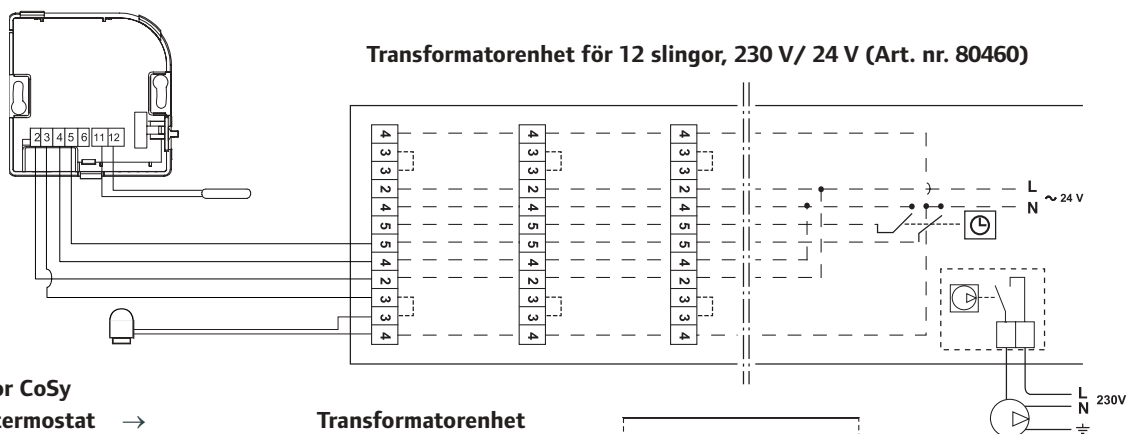 Transformatorenhet för 12 slingor, 230 V/ 24 V (Art. nr. 80460)
2 3 4 5 6 11 12
4 4 4
3 3 3
3 3 3
2 2 2
4 4 4
5 5 5
5 5 5
4 4 4
2 2 2
3 3 3
3 3 3
4 4 4
L
N
~ 24 V
L
N
230V
or CoSy
termostat →
Transformatorenhet